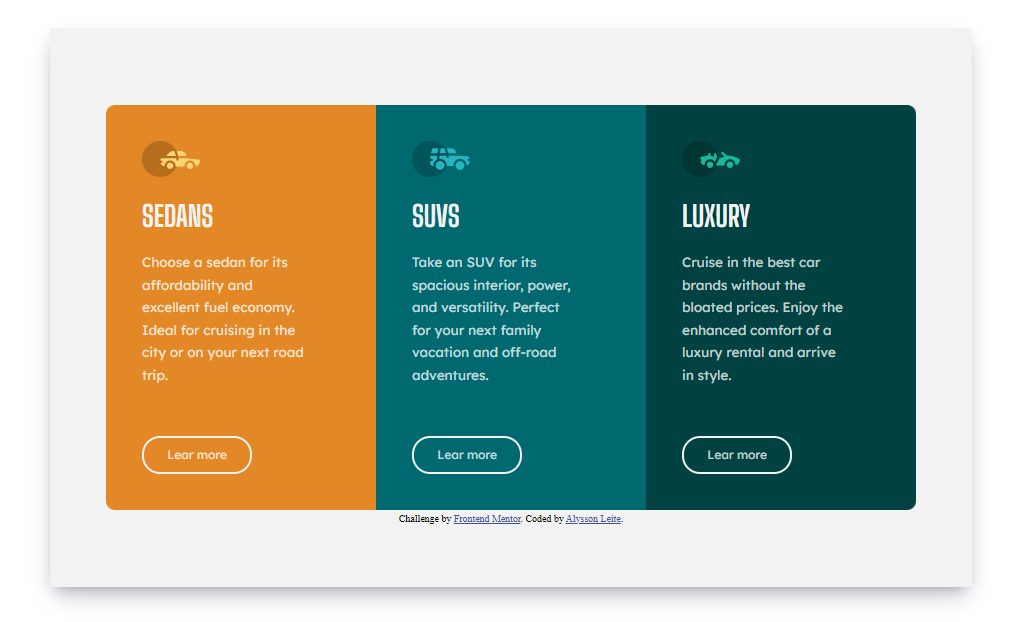 SEDANS
Choose a sedan for its
affordability and
excellent fuel economy.
Ideal for cruising in the
city or on your next road
trip.
Lear more
SUVS
Take an SUV for its
spacious interior, power,
and versatility. Perfect
for your next family
vacation and off-road
adventures.
Lear more
LUXURY
Cruise in the best car
brands without the
bloated prices. Enjoy the
enhanced comfort of a
luxury rental and arrive
in style.
Lear more
Challenge by Frontend Mentor. Coded by Alysson Leite.